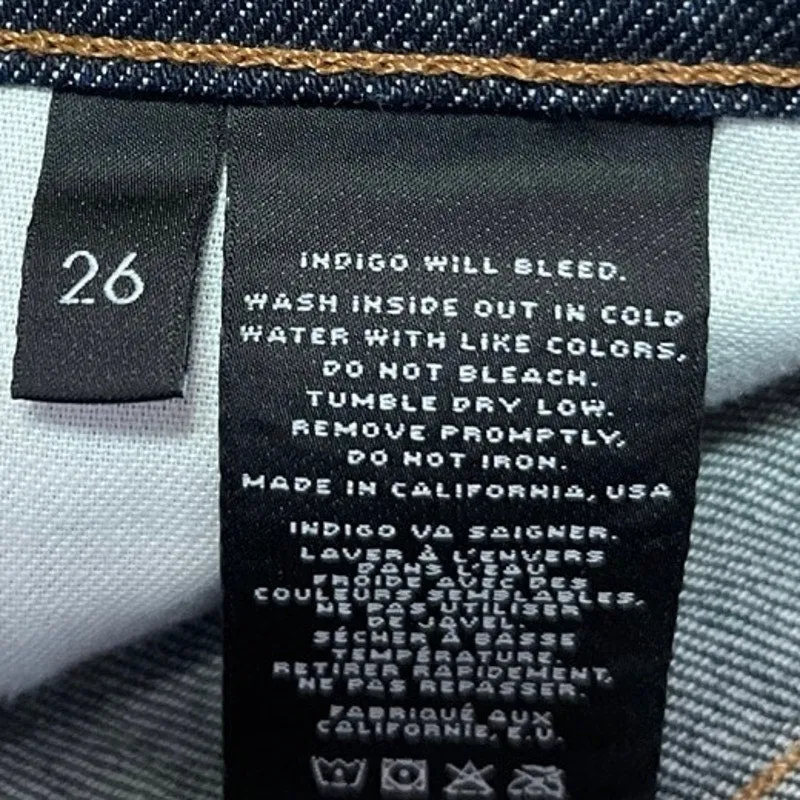 26
INDIGO WILL BLEED.
WASH INSIDE OUT IN COLD
WATER WITH LIKE COLORS,
DO NOT BLEACH.
TUMBLE DRY LOW.
REMOVE PROMPTLY,
DO NOT IRON.
MADE IN CALIFORNIA, USA
INDIGO VA SAIGNER.
LAVER À L'ENVERS
DANS L'EAU
FROIDE AVEC DES
COULEURS SEMBLABLES,
NE PAS UTILISER
DE JAVEL.
SÉCHER À BASSE
TEMPÉRATURE.
RETIRER RAPIDEMENT,
NE PAS REPASSER.
FABRIQUÉ AUX
CALIFORNIE, E.U.